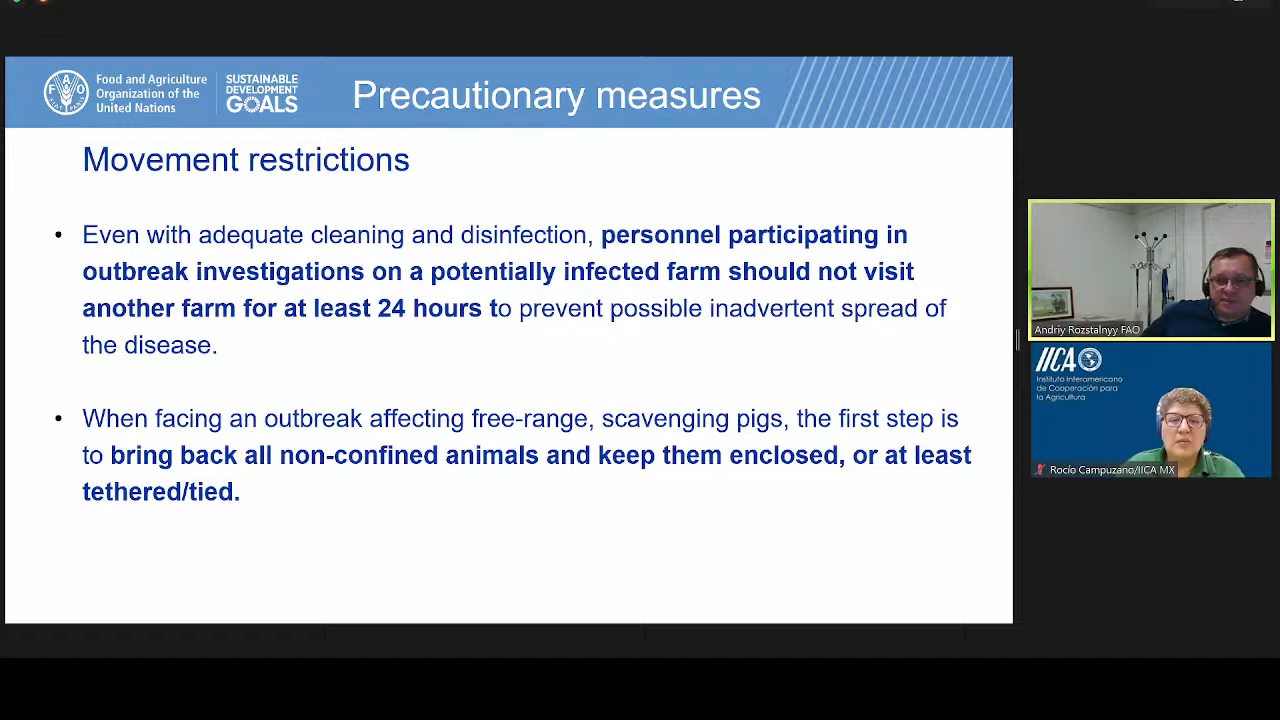 Food and Agriculture
Organization of the
United Nations
SUSTAINABLE
DEVELOPMENT
GOALS
Precautionary measures
Movement restrictions
• Even with adequate cleaning and disinfection, personnel participating in
outbreak investigations on a potentially infected farm should not visit
another farm for at least 24 hours to prevent possible inadvertent spread of
the disease.
• When facing an outbreak affecting free-range, scavenging pigs, the first step is
to bring back all non-confined animals and keep them enclosed, or at least
tethered/tied.
Andriy Rozstalnyy FAO
IICA
Instituto Interamericano
de Cooperación para
la Agricultura
Rocío Campuzano/IICA MX